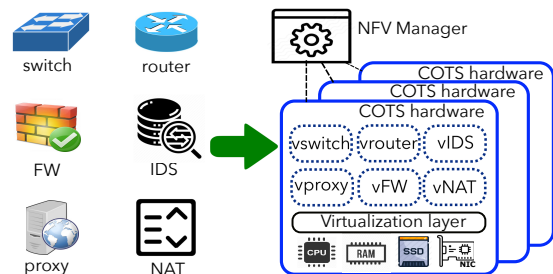 NFV Manager
switch
router
COTS hardware
COTS hardware
COTS hardware
FW
IDS
vswitch
vrouter
vIDS
vproxy
vFW
vNAT
Virtualization layer
CPU
RAM
SSD
NIC
proxy
NAT